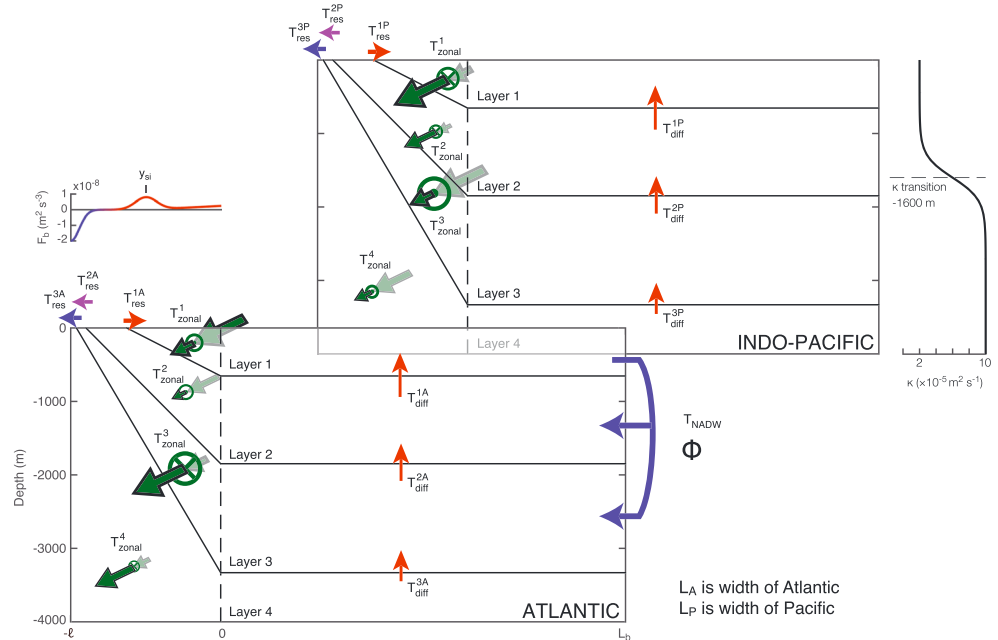 T^{3P}_{res}
T^{2P}_{res}
T^{1P}_{res}
T^{1}_{zonal}
Layer 1
T^{1P}_{diff}
T^{2}_{zonal}
Layer 2
T^{2P}_{diff}
T^{3}_{zonal}
T^{4}_{zonal}
Layer 3
T^{3P}_{diff}
Layer 4
INDO-PACIFIC
κ transition
-1600 m
2
10
κ (×10⁻⁵ m² s⁻¹)
y_{si}
x10⁻⁸
1
0
-1
-2
F_b (m² s⁻³)
T^{3A}_{res}
T^{2A}_{res}
T^{1A}_{res}
T^{1}_{zonal}
Layer 1
T^{1A}_{diff}
T^{2}_{zonal}
T^{3}_{zonal}
Layer 2
T^{2A}_{diff}
T^{4}_{zonal}
Layer 3
T^{3A}_{diff}
Layer 4
ATLANTIC
T_{NADW}
Φ
0
-1000
-2000
-3000
-4000
Depth (m)
-ℓ
0
L_b
L_A is width of Atlantic
L_P is width of Pacific